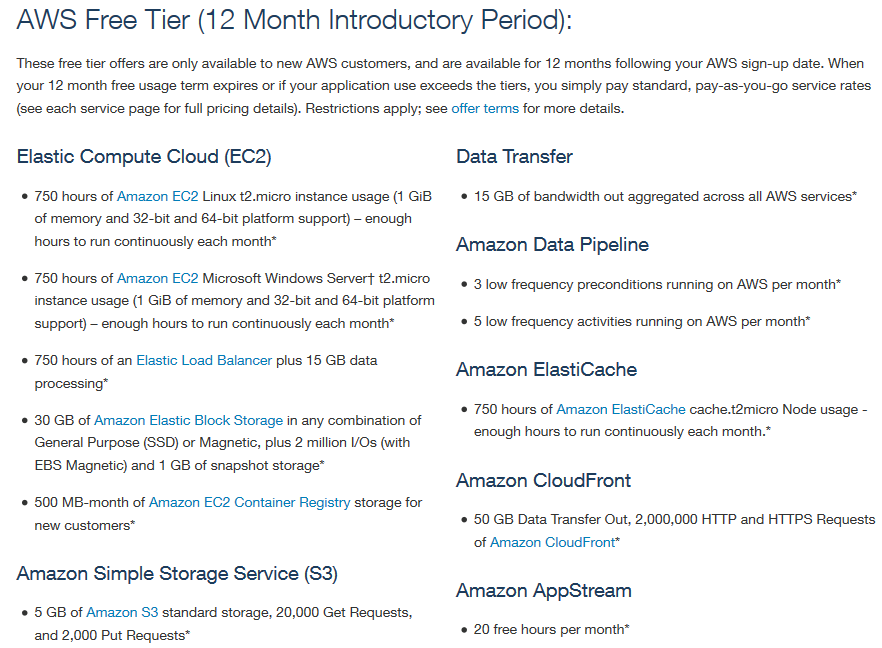 AWS Free Tier (12 Month Introductory Period):
These free tier offers are only available to new AWS customers, and are available for 12 months following your AWS sign-up date. When
your 12 month free usage term expires or if your application use exceeds the tiers, you simply pay standard, pay-as-you-go service rates
(see each service page for full pricing details). Restrictions apply; see offer terms for more details.
Elastic Compute Cloud (EC2)
• 750 hours of Amazon EC2 Linux t2.micro instance usage (1 GiB
of memory and 32-bit and 64-bit platform support) – enough
hours to run continuously each month*
• 750 hours of Amazon EC2 Microsoft Windows Server† t2.micro
instance usage (1 GiB of memory and 32-bit and 64-bit platform
support) – enough hours to run continuously each month*
• 750 hours of an Elastic Load Balancer plus 15 GB data
processing*
• 30 GB of Amazon Elastic Block Storage in any combination of
General Purpose (SSD) or Magnetic, plus 2 million I/Os (with
EBS Magnetic) and 1 GB of snapshot storage*
• 500 MB-month of Amazon EC2 Container Registry storage for
new customers*
Amazon Simple Storage Service (S3)
• 5 GB of Amazon S3 standard storage, 20,000 Get Requests,
and 2,000 Put Requests*
Data Transfer
• 15 GB of bandwidth out aggregated across all AWS services*
Amazon Data Pipeline
• 3 low frequency preconditions running on AWS per month*
• 5 low frequency activities running on AWS per month*
Amazon ElastiCache
• 750 hours of Amazon ElastiCache cache.t2micro Node usage -
enough hours to run continuously each month.*
Amazon CloudFront
• 50 GB Data Transfer Out, 2,000,000 HTTP and HTTPS Requests
of Amazon CloudFront*
Amazon AppStream
• 20 free hours per month*